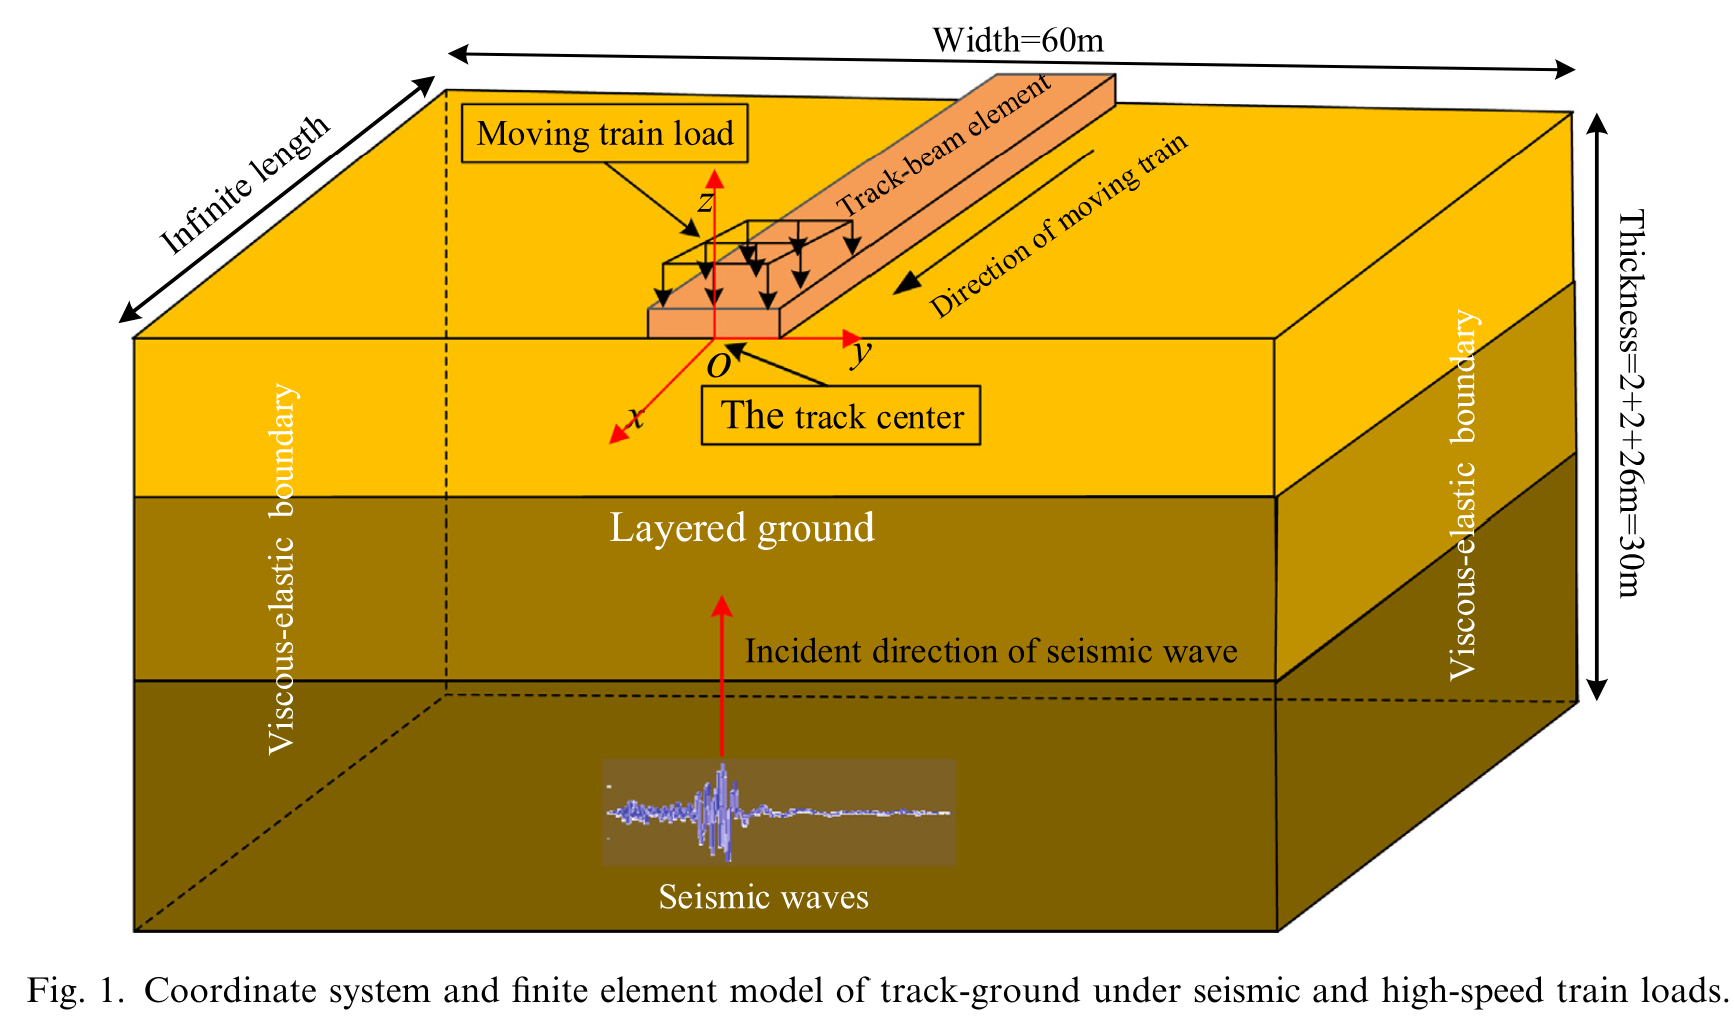 Width=60m
Infinite length
Moving train load
z
Track-beam element
Direction of moving train
Thickness=2+2+26m=30m
o
y
x
The track center
Viscous-elastic boundary
Viscous-elastic boundary
Layered ground
Incident direction of seismic wave
Seismic waves
Fig. 1. Coordinate system and finite element model of track-ground under seismic and high-speed train loads.